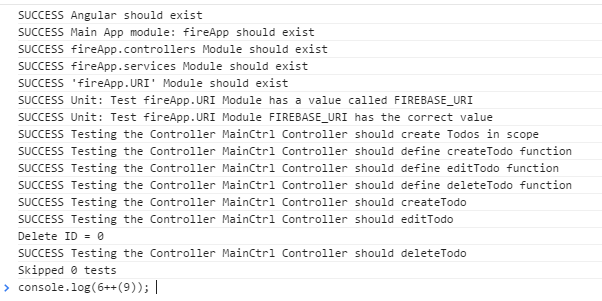 SUCCESS Angular should exist
SUCCESS Main App module: fireApp should exist
SUCCESS fireApp.controllers Module should exist
SUCCESS fireApp.services Module should exist
SUCCESS 'fireApp.URI' Module should exist
SUCCESS Unit: Test fireApp.URI Module has a value called FIREBASE_URI
SUCCESS Unit: Test fireApp.URI Module FIREBASE_URI has the correct value
SUCCESS Testing the Controller MainCtrl Controller should create Todos in scope
SUCCESS Testing the Controller MainCtrl Controller should define createTodo function
SUCCESS Testing the Controller MainCtrl Controller should define editTodo function
SUCCESS Testing the Controller MainCtrl Controller should define deleteTodo function
SUCCESS Testing the Controller MainCtrl Controller should createTodo
SUCCESS Testing the Controller MainCtrl Controller should editTodo
Delete ID = 0
SUCCESS Testing the Controller MainCtrl Controller should deleteTodo
Skipped 0 tests
> console.log(6++(9));